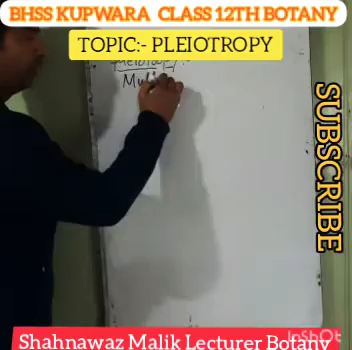 BHSS KUPWARA CLASS 12TH BOTANY
TOPIC:- PLEIOTROPY
SUBSCRIBE
InShOt
Shahnawaz Malik Lecturer Botany